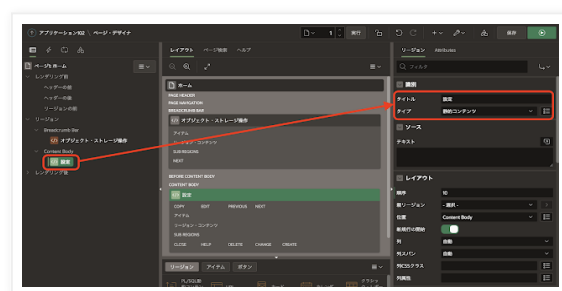 アプリケーション102 \ ページ・デザイナ
1
実行
保存
ページ1: ホーム
レンダリング前
ヘッダーの前
ヘッダーの後
リージョンの前
リージョン
Breadcrumb Bar
オブジェクト・ストレージ操作
Content Body
設定
レンダリング後
レイアウト ページ検索 ヘルプ
ホーム
PAGE HEADER
PAGE NAVIGATION
BREADCRUMB BAR
オブジェクト・ストレージ操作
アイテム
リージョン・コンテンツ
SUB REGIONS
NEXT
BEFORE CONTENT BODY
CONTENT BODY
設定
COPY EDIT PREVIOUS NEXT
アイテム
リージョン・コンテンツ
SUB REGIONS
CLOSE HELP DELETE CHANGE CREATE
リージョン アイテム ボタン
リージョン Attributes
フィルタ
識別
タイトル 設定
タイプ 静的コンテンツ
ソース
テキスト
レイアウト
順序 10
親リージョン - 選択 -
位置 Content Body
新規行の開始
列 自動
列スパン 自動
列CSSクラス
列属性